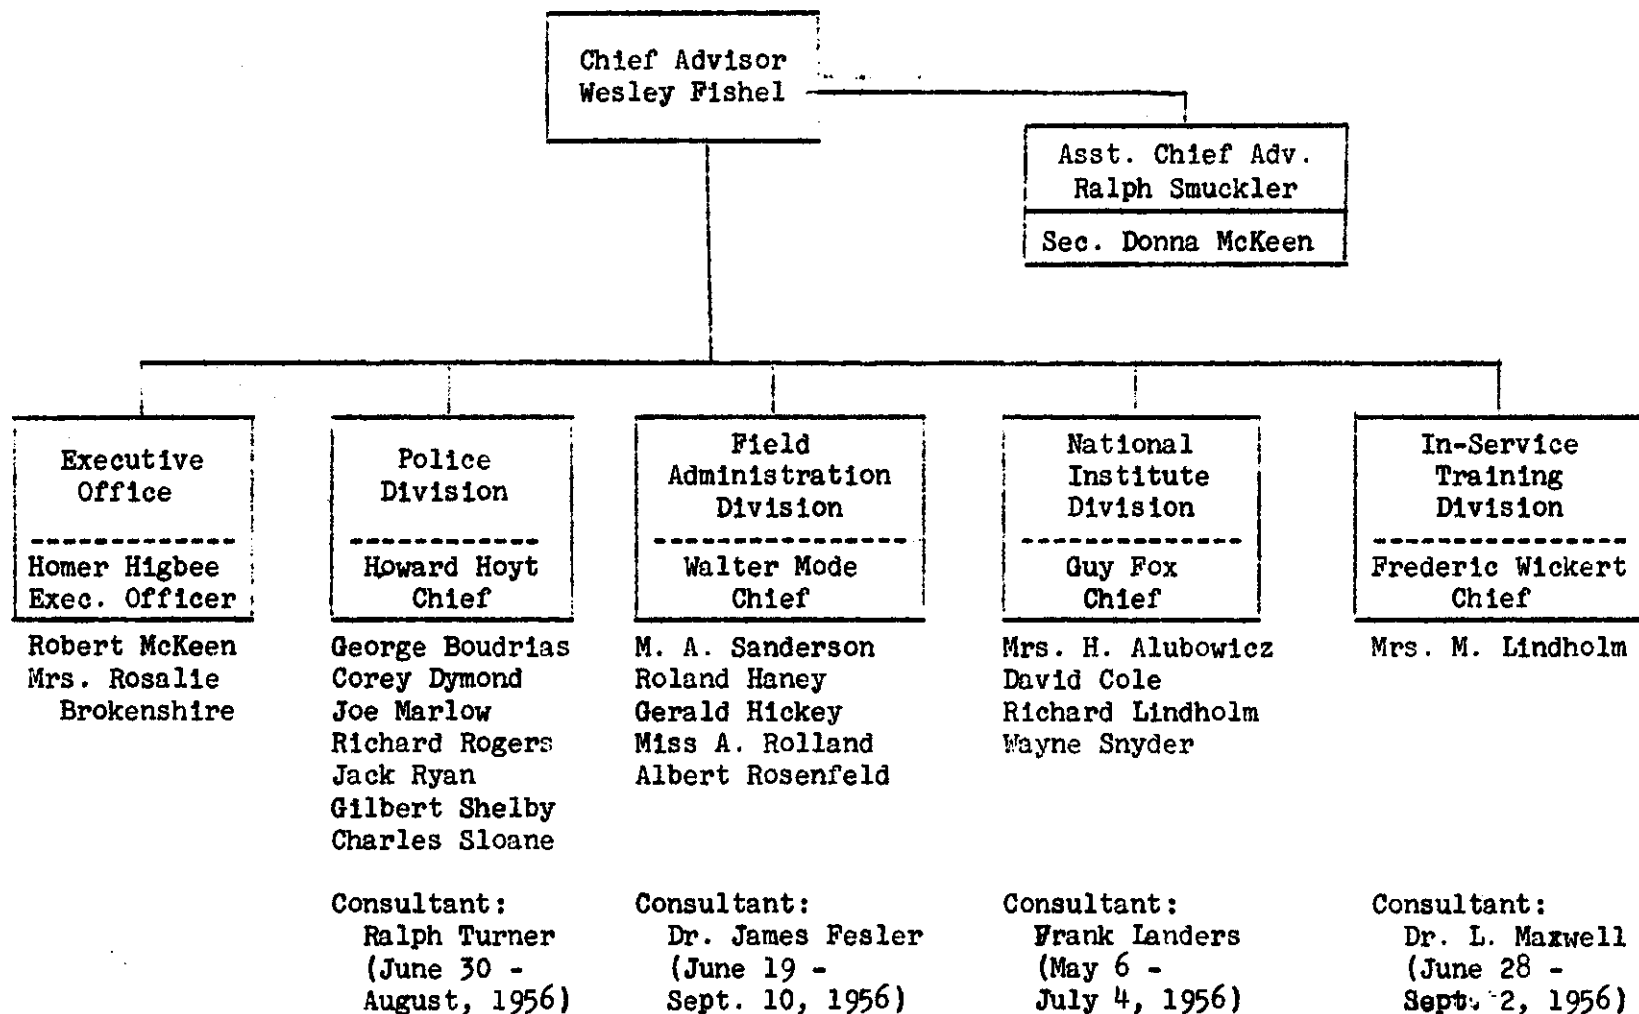 Chief Advisor
Wesley Fishel
Asst. Chief Adv.
Ralph Smuckler
Sec. Donna McKeen
Executive
Office
Homer Higbee
Exec. Officer
Robert McKeen
Mrs. Rosalie
Brokenshire
Police
Division
Howard Hoyt
Chief
George Boudrias
Corey Dymond
Joe Marlow
Richard Rogers
Jack Ryan
Gilbert Shelby
Charles Sloane
Consultant:
Ralph Turner
(June 30 -
August, 1956)
Field
Administration
Division
Walter Mode
Chief
M. A. Sanderson
Roland Haney
Gerald Hickey
Miss A. Rolland
Albert Rosenfeld
Consultant:
Dr. James Fesler
(June 19 -
Sept. 10, 1956)
National
Institute
Division
Guy Fox
Chief
Mrs. H. Alubowicz
David Cole
Richard Lindholm
Wayne Snyder
Consultant:
Frank Landers
(May 6 -
July 4, 1956)
In-Service
Training
Division
Frederic Wickert
Chief
Mrs. M. Lindholm
Consultant:
Dr. L. Maxwell
(June 28 -
Sept. 2, 1956)